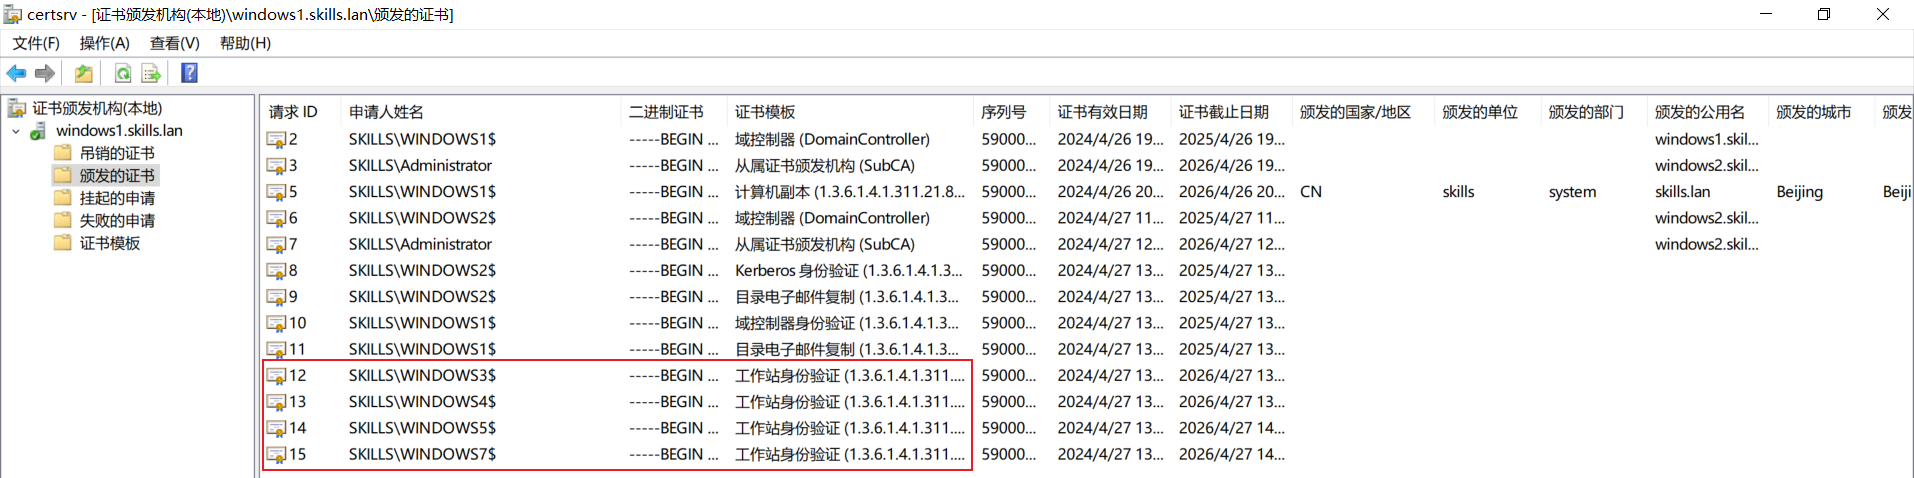 certsrv - [证书颁发机构(本地)\windows1.skills.lan\颁发的证书]
文件(F) 操作(A) 查看(V) 帮助(H)
证书颁发机构(本地)
windows1.skills.lan
吊销的证书
颁发的证书
挂起的申请
失败的申请
证书模板
请求 ID 申请人姓名 二进制证书 证书模板 序列号 证书有效日期 证书截止日期 颁发的国家/地区 颁发的单位 颁发的部门 颁发的公用名 颁发的城市 颁发
2 SKILLS\WINDOWS1$ -----BEGIN ... 域控制器 (DomainController) 59000... 2024/4/26 19... 2025/4/26 19... windows1.skil...
3 SKILLS\Administrator -----BEGIN ... 从属证书颁发机构 (SubCA) 59000... 2024/4/26 19... 2026/4/26 19... windows2.skil...
5 SKILLS\WINDOWS1$ -----BEGIN ... 计算机副本 (1.3.6.1.4.1.311.21.8... 59000... 2024/4/26 20... 2026/4/26 20... CN skills system skills.lan Beijing Beiji
6 SKILLS\WINDOWS2$ -----BEGIN ... 域控制器 (DomainController) 59000... 2024/4/27 11... 2025/4/27 11... windows2.skil...
7 SKILLS\Administrator -----BEGIN ... 从属证书颁发机构 (SubCA) 59000... 2024/4/27 12... 2026/4/27 12... windows2.skil...
8 SKILLS\WINDOWS2$ -----BEGIN ... Kerberos 身份验证 (1.3.6.1.4.1.3... 59000... 2024/4/27 13... 2025/4/27 13...
9 SKILLS\WINDOWS2$ -----BEGIN ... 目录电子邮件复制 (1.3.6.1.4.1.3... 59000... 2024/4/27 13... 2025/4/27 13...
10 SKILLS\WINDOWS1$ -----BEGIN ... 域控制器身份验证 (1.3.6.1.4.1.3... 59000... 2024/4/27 13... 2025/4/27 13...
11 SKILLS\WINDOWS1$ -----BEGIN ... 目录电子邮件复制 (1.3.6.1.4.1.3... 59000... 2024/4/27 13... 2025/4/27 13...
12 SKILLS\WINDOWS3$ -----BEGIN ... 工作站身份验证 (1.3.6.1.4.1.311.... 59000... 2024/4/27 13... 2026/4/27 13...
13 SKILLS\WINDOWS4$ -----BEGIN ... 工作站身份验证 (1.3.6.1.4.1.311.... 59000... 2024/4/27 13... 2026/4/27 13...
14 SKILLS\WINDOWS5$ -----BEGIN ... 工作站身份验证 (1.3.6.1.4.1.311.... 59000... 2024/4/27 13... 2026/4/27 14...
15 SKILLS\WINDOWS7$ -----BEGIN ... 工作站身份验证 (1.3.6.1.4.1.311.... 59000... 2024/4/27 13... 2026/4/27 14...